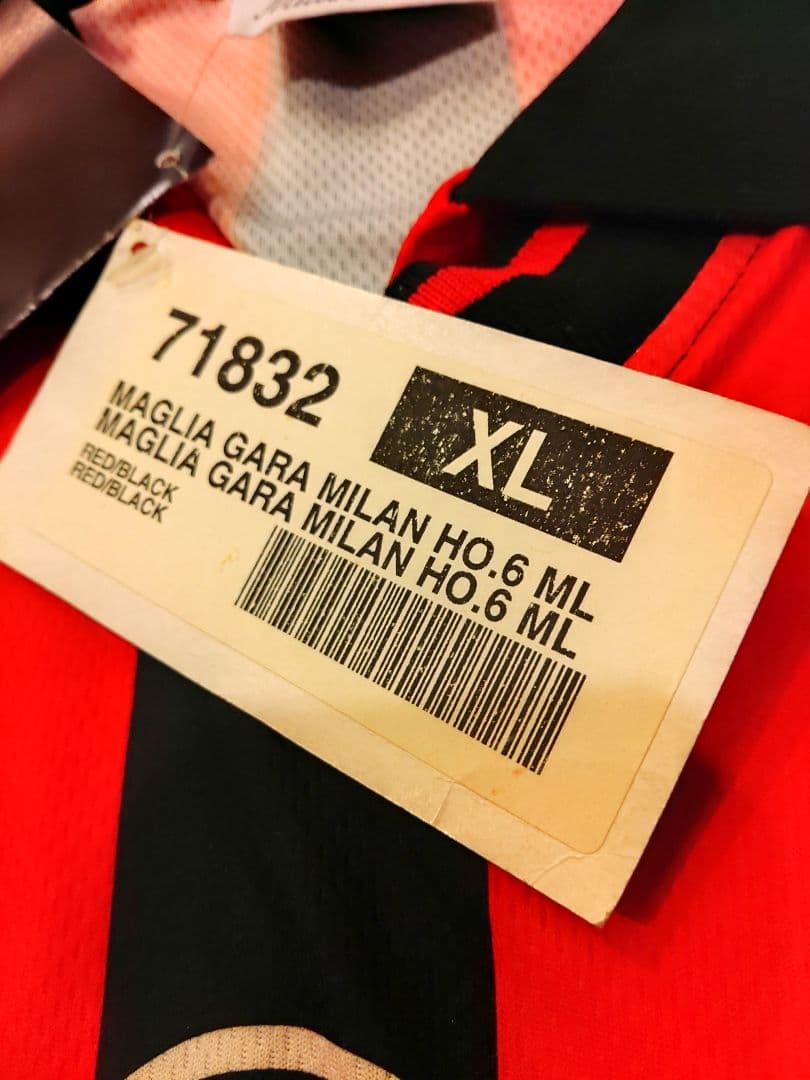 71832
XL
MAGLIA GARA MILAN HO.6 ML
MAGLIA GARA MILAN HO.6 ML
RED/BLACK
RED/BLACK